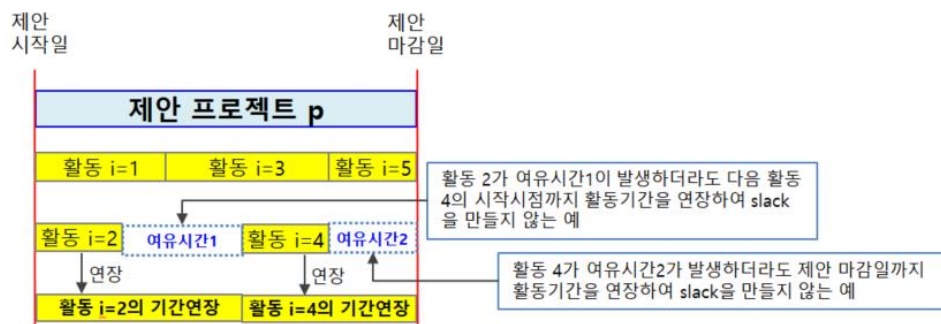 제안
시작일
제안
마감일
제안 프로젝트 p
활동 i=1
활동 i=3
활동 i=5
활동 2가 여유시간1이 발생하더라도 다음 활동
4의 시작시점까지 활동기간을 연장하여 slack
을 만들지 않는 예
활동 i=2
여유시간1
활동 i=4
여유시간2
연장
연장
활동 4가 여유시간2가 발생하더라도 제안 마감일까지
활동기간을 연장하여 slack을 만들지 않는 예
활동 i=2의 기간연장
활동 i=4의 기간연장